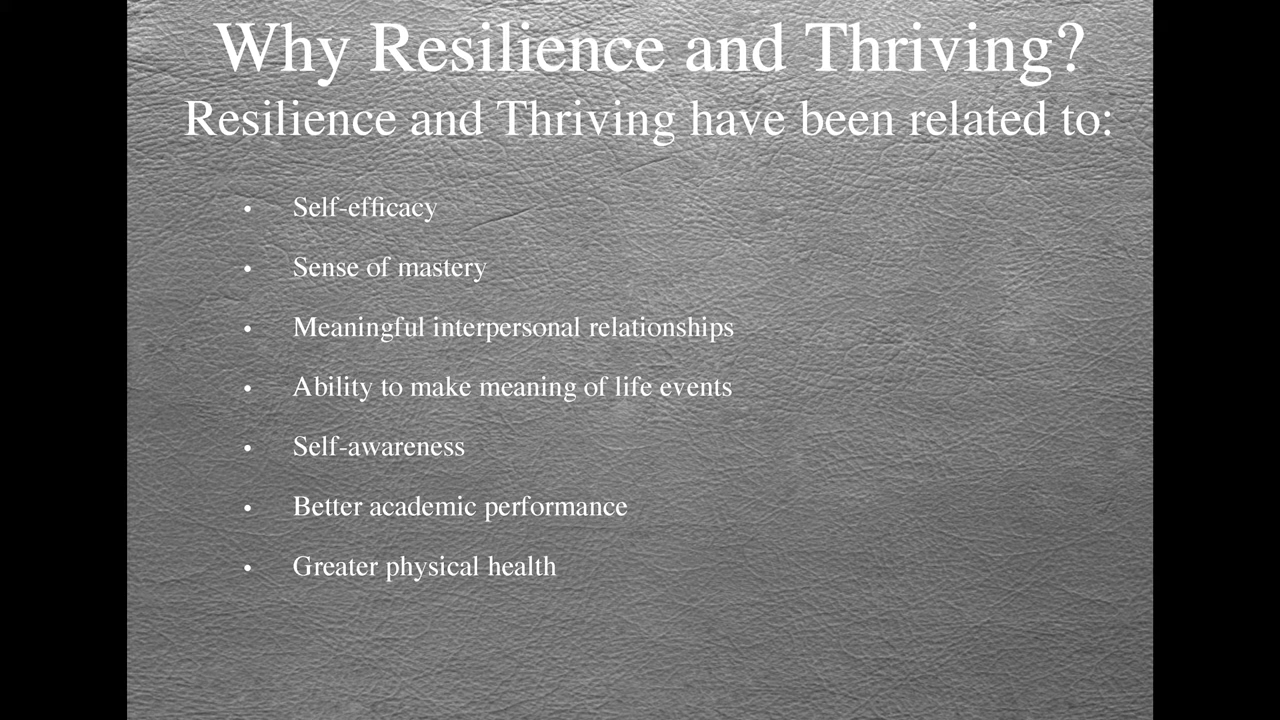 Why Resilience and Thriving?
Resilience and Thriving have been related to:
• Self-efficacy
• Sense of mastery
• Meaningful interpersonal relationships
• Ability to make meaning of life events
• Self-awareness
• Better academic performance
• Greater physical health